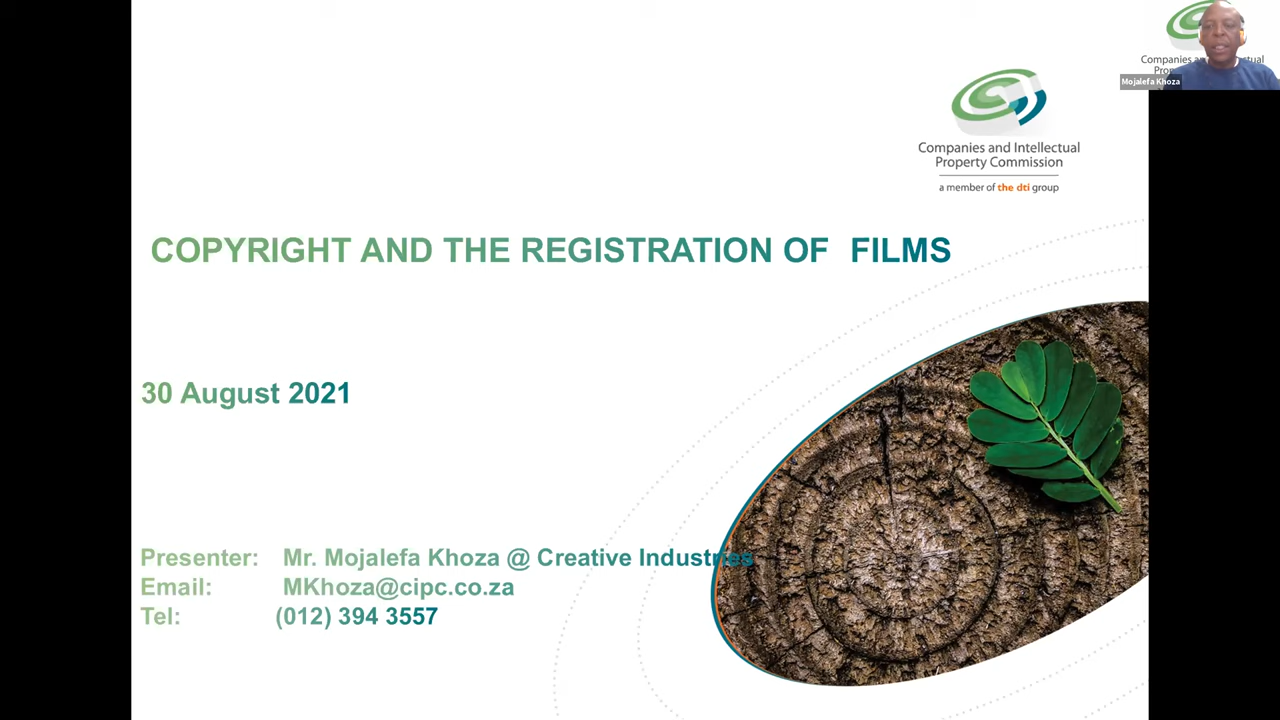 Companies and Intellectual
Property Commission
a member of the dti group
COPYRIGHT AND THE REGISTRATION OF FILMS
30 August 2021
Presenter: Mr. Mojalefa Khoza @ Creative Industries
Email: MKhoza@cipc.co.za
Tel: (012) 394 3557
Companies
Mojalefa Khoza